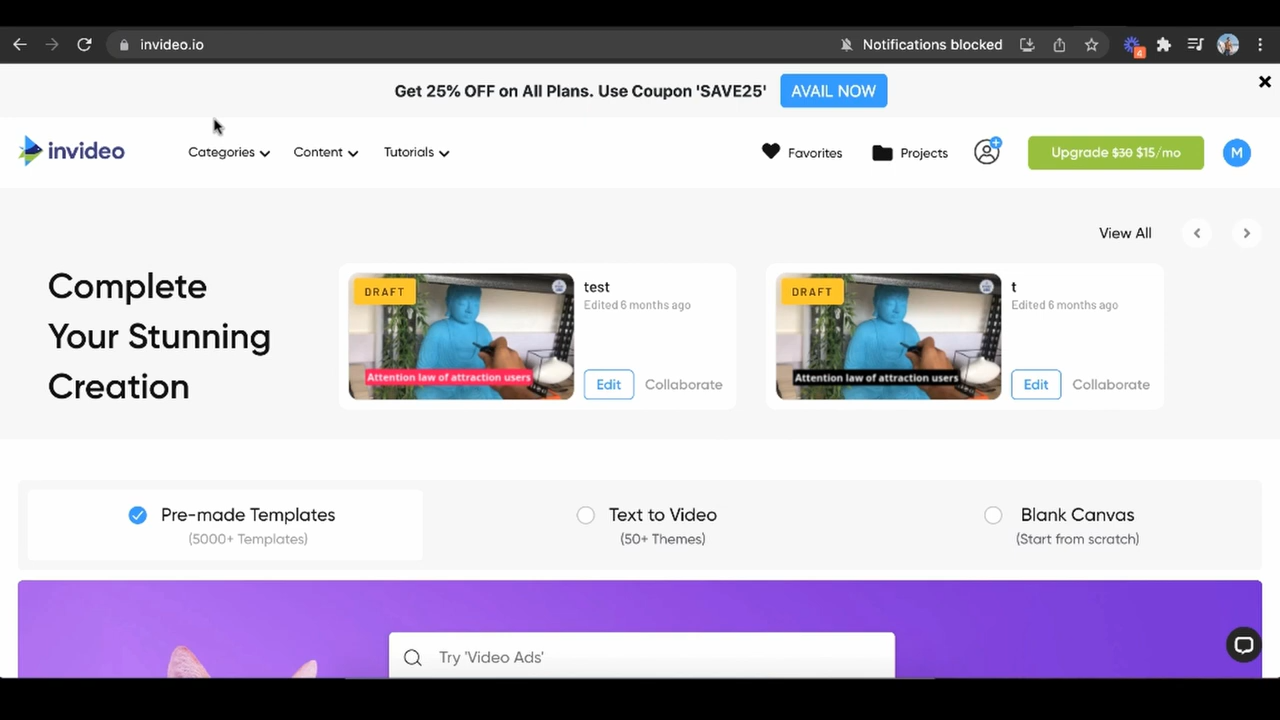 invideo.io
Notifications blocked
4
Get 25% OFF on All Plans. Use Coupon 'SAVE25'
AVAIL NOW
invideo
Categories
Content
Tutorials
Favorites
Projects
Upgrade $30 $15/mo
M
View All
Complete
Your Stunning
Creation
DRAFT
Attention law of attraction users
test
Edited 6 months ago
Edit
Collaborate
DRAFT
Attention law of attraction users
t
Edited 6 months ago
Edit
Collaborate
Pre-made Templates
(5000+ Templates)
Text to Video
(50+ Themes)
Blank Canvas
(Start from scratch)
Try 'Video Ads'